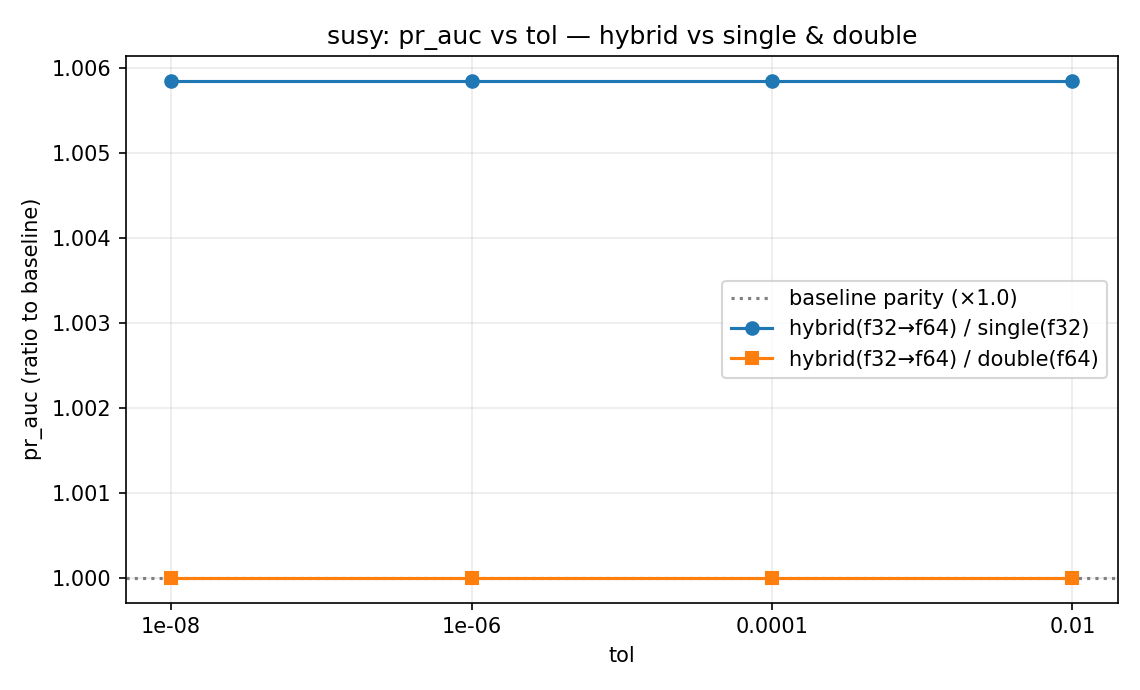 susy: pr_auc vs tol — hybrid vs single & double
pr_auc (ratio to baseline)
1.006
1.005
1.004
1.003
1.002
1.001
1.000
baseline parity (×1.0)
hybrid(f32→f64) / single(f32)
hybrid(f32→f64) / double(f64)
1e-08 1e-06 0.0001 0.01
tol